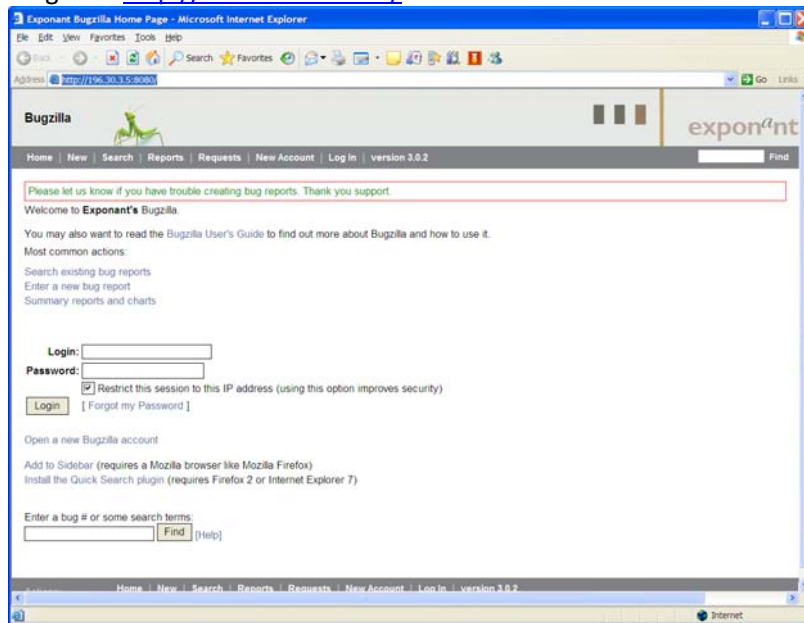 Exponant Bugzilla Home Page - Microsoft Internet Explorer
File Edit View Favorites Tools Help
Back Search Favorites
Address http://196.30.3.5:8080/ Go Links
Bugzilla
exponant
Home | New | Search | Reports | Requests | New Account | Log In | version 3.0.2 Find
Please let us know if you have trouble creating bug reports. Thank you support.
Welcome to Exponant's Bugzilla.
You may also want to read the Bugzilla User's Guide to find out more about Bugzilla and how to use it.
Most common actions:
Search existing bug reports
Enter a new bug report
Summary reports and charts
Login:
Password:
Restrict this session to this IP address (using this option improves security)
Login [ Forgot my Password ]
Open a new Bugzilla account
Add to Sidebar (requires a Mozilla browser like Mozilla Firefox)
Install the Quick Search plugin (requires Firefox 2 or Internet Explorer 7)
Enter a bug # or some search terms:
Find [Help]
Home | New | Search | Reports | Requests | New Account | Log In | version 3.0.2
Internet